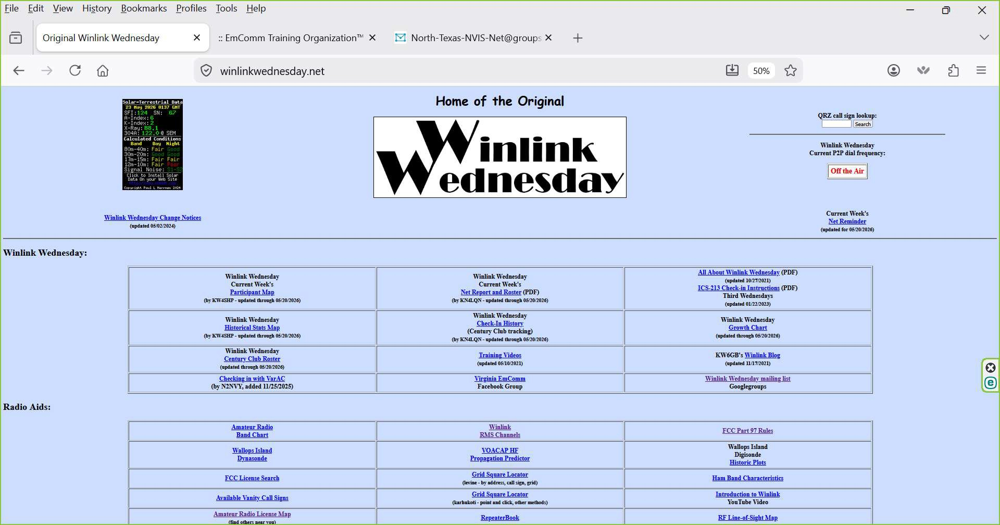 File Edit View History Bookmarks Profiles Tools Help
Original Winlink Wednesday
:: EmComm Training Organization™
North-Texas-NVIS-Net@groups
winlinkwednesday.net
50%
Solar-Terrestrial Data
23 May 2026 0137 GMT
SFI:124 SN: 67
A-Index:6
K-Index:2
X-Ray:B8.1
304A:122.0 @ SEM
Calculated Conditions
Band Day Night
80m-40m: Fair Good
30m-20m: Good Good
17m-15m: Fair Fair
12m-10m: Fair Poor
Signal Noise: S1-S2
Click to Install Solar
Data On your Web Site
Copyright Paul L Herrman 2024
Home of the Original
Winlink
Wednesday
QRZ call sign lookup:
Search
Winlink Wednesday
Current P2P dial frequency:
Off the Air
Winlink Wednesday Change Notices
(updated 05/02/2024)
Current Week's
Net Reminder
(updated for 05/20/2026)
Winlink Wednesday:
Winlink Wednesday
Current Week's
Participant Map
(by KW4SHP - updated through 05/20/2026)
Winlink Wednesday
Current Week's
Net Report and Roster (PDF)
(by KN4LQN - updated through 05/20/2026)
All About Winlink Wednesday (PDF)
(updated 10/27/2021)
ICS-213 Check-in Instructions (PDF)
Third Wednesdays
(updated 01/22/2023)
Winlink Wednesday
Historical Stats Map
(by KW4SHP - updated through 05/20/2026)
Winlink Wednesday
Check-In History
(Century Club tracking)
(by KN4LQN - updated through 05/20/2026)
Winlink Wednesday
Growth Chart
(updated through 05/20/2026)
Winlink Wednesday
Century Club Roster
(updated through 05/20/2026)
Training Videos
(updated 05/10/2021)
KW6GB's Winlink Blog
(updated 11/17/2021)
Checking in with VarAC
(by N2NVY, added 11/25/2025)
Virginia EmComm
Facebook Group
Winlink Wednesday mailing list
Googlegroups
Radio Aids:
Amateur Radio
Band Chart
Winlink
RMS Channels
FCC Part 97 Rules
Wallops Island
Dynasonde
VOACAP HF
Propagation Predictor
Wallops Island
Digisonde
Historic Plots
FCC License Search
Grid Square Locator
(levine - by address, call sign, grid)
Ham Band Characteristics
Available Vanity Call Signs
Grid Square Locator
(karhukoti - point and click, other methods)
Introduction to Winlink
YouTube Video
Amateur Radio License Map
(find others near you)
RepeaterBook
RF Line-of-Sight Map